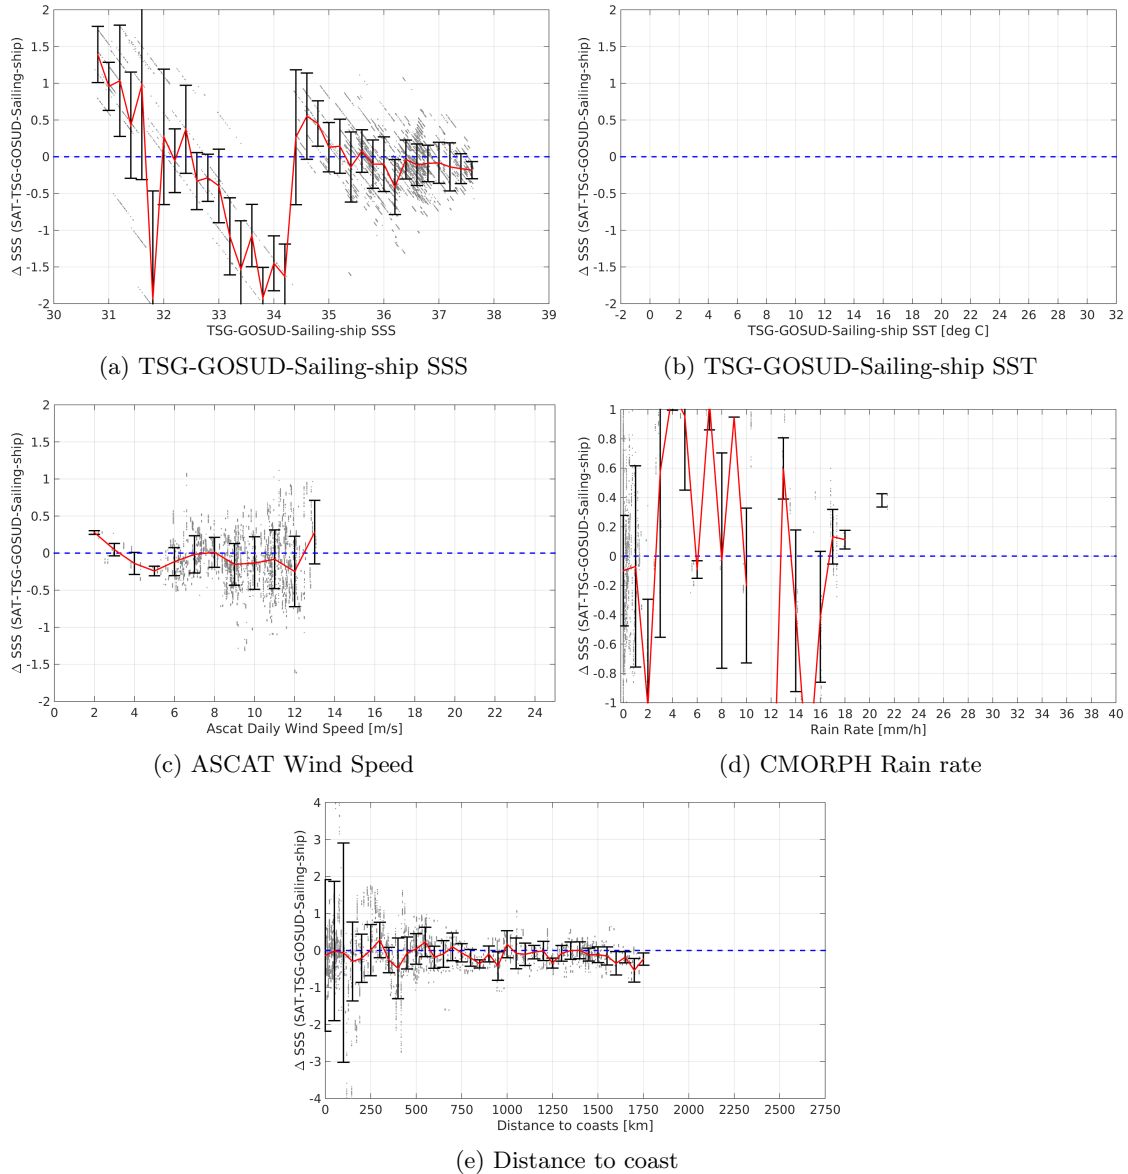 Δ SSS (SAT-TSG-GOSUD-Sailing-ship)
2
1.5
1
0.5
0
-0.5
-1
-1.5
-2
30 31 32 33 34 35 36 37 38 39
TSG-GOSUD-Sailing-ship SSS
(a) TSG-GOSUD-Sailing-ship SSS
Δ SSS (SAT-TSG-GOSUD-Sailing-ship)
2
1.5
1
0.5
0
-0.5
-1
-1.5
-2
-2 0 2 4 6 8 10 12 14 16 18 20 22 24 26 28 30 32
TSG-GOSUD-Sailing-ship SST [deg C]
(b) TSG-GOSUD-Sailing-ship SST
Δ SSS (SAT-TSG-GOSUD-Sailing-ship)
2
1.5
1
0.5
0
-0.5
-1
-1.5
-2
0 2 4 6 8 10 12 14 16 18 20 22 24
Ascat Daily Wind Speed [m/s]
(c) ASCAT Wind Speed
Δ SSS (SAT-TSG-GOSUD-Sailing-ship)
1
0.8
0.6
0.4
0.2
0
-0.2
-0.4
-0.6
-0.8
-1
0 2 4 6 8 10 12 14 16 18 20 22 24 26 28 30 32 34 36 38 40
Rain Rate [mm/h]
(d) CMORPH Rain rate
Δ SSS (SAT-TSG-GOSUD-Sailing-ship)
4
3
2
1
0
-1
-2
-3
-4
0 250 500 750 1000 1250 1500 1750 2000 2250 2500 2750
Distance to coasts [km]
(e) Distance to coast